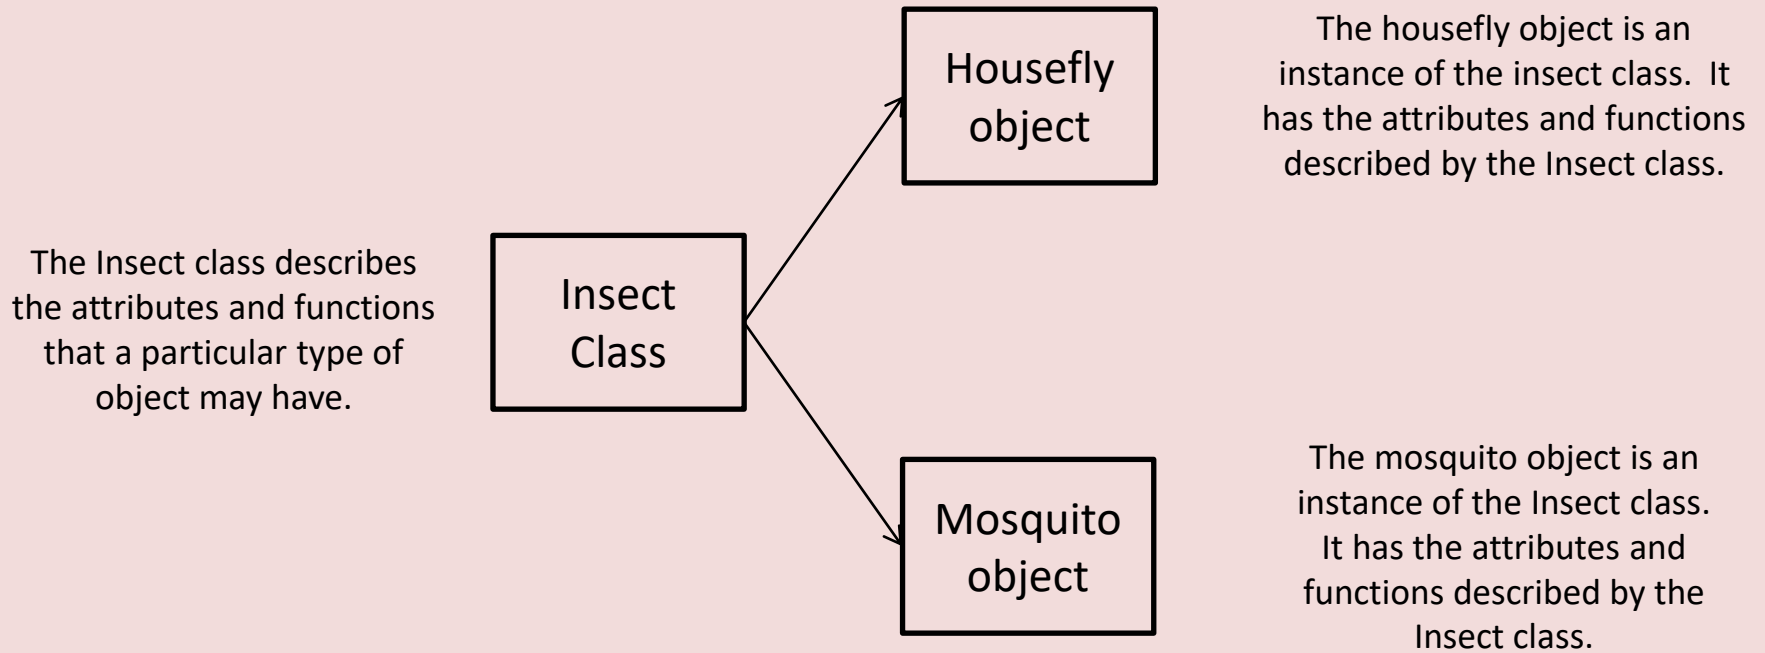 The Insect class describes
the attributes and functions
that a particular type of
object may have.
Insect
Class
Housefly
object
The housefly object is an
instance of the insect class.  It
has the attributes and functions
described by the Insect class.
Mosquito
object
The mosquito object is an
instance of the Insect class.
It has the attributes and
functions described by the
Insect class.